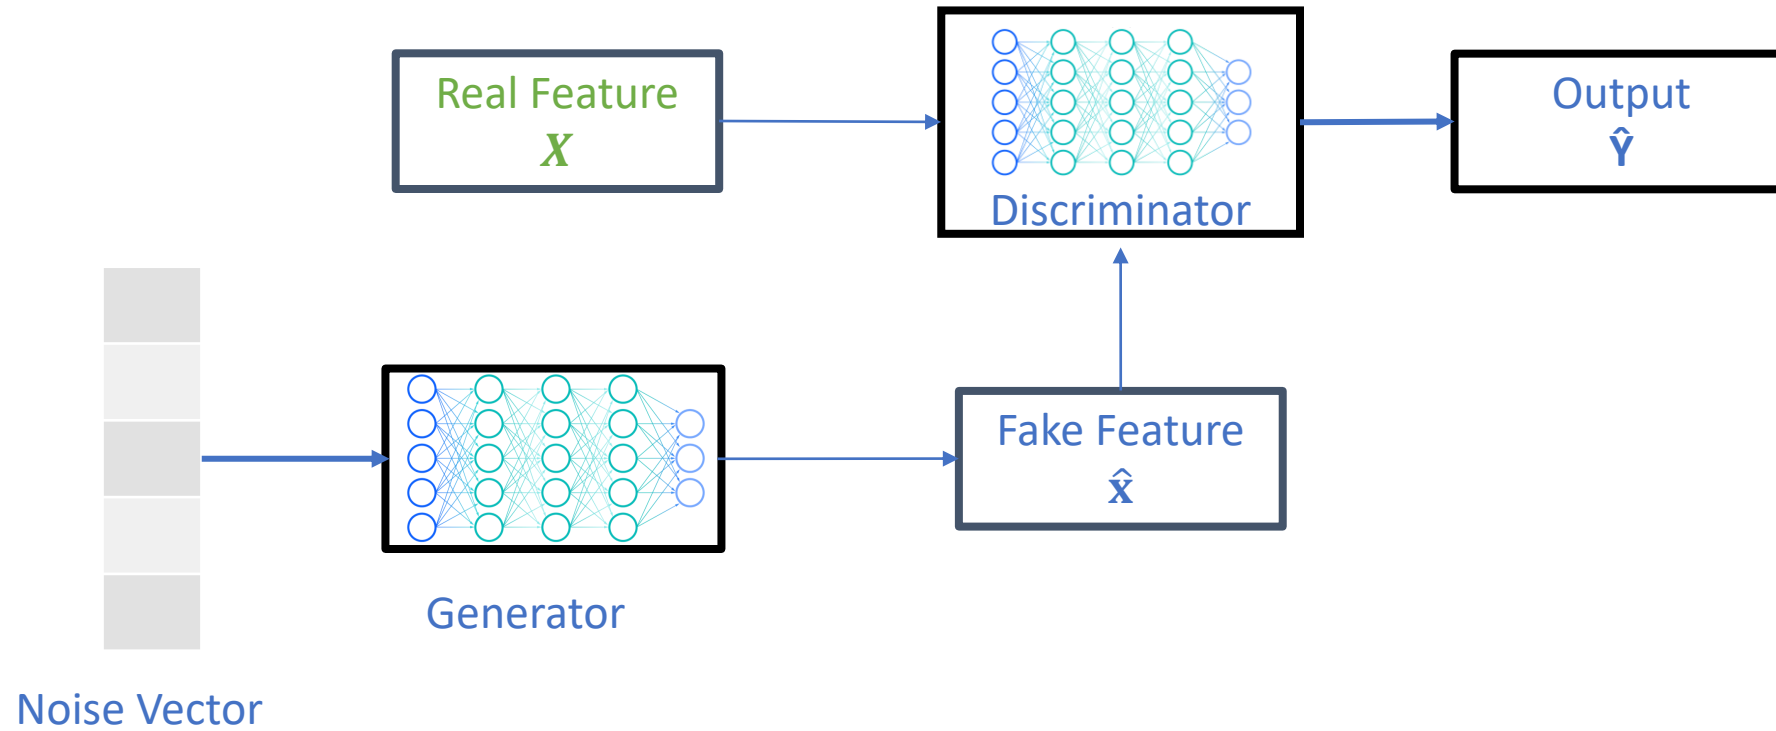 Real Feature
X
Discriminator
Output
Ŷ
Generator
Fake Feature
x̂
Noise Vector